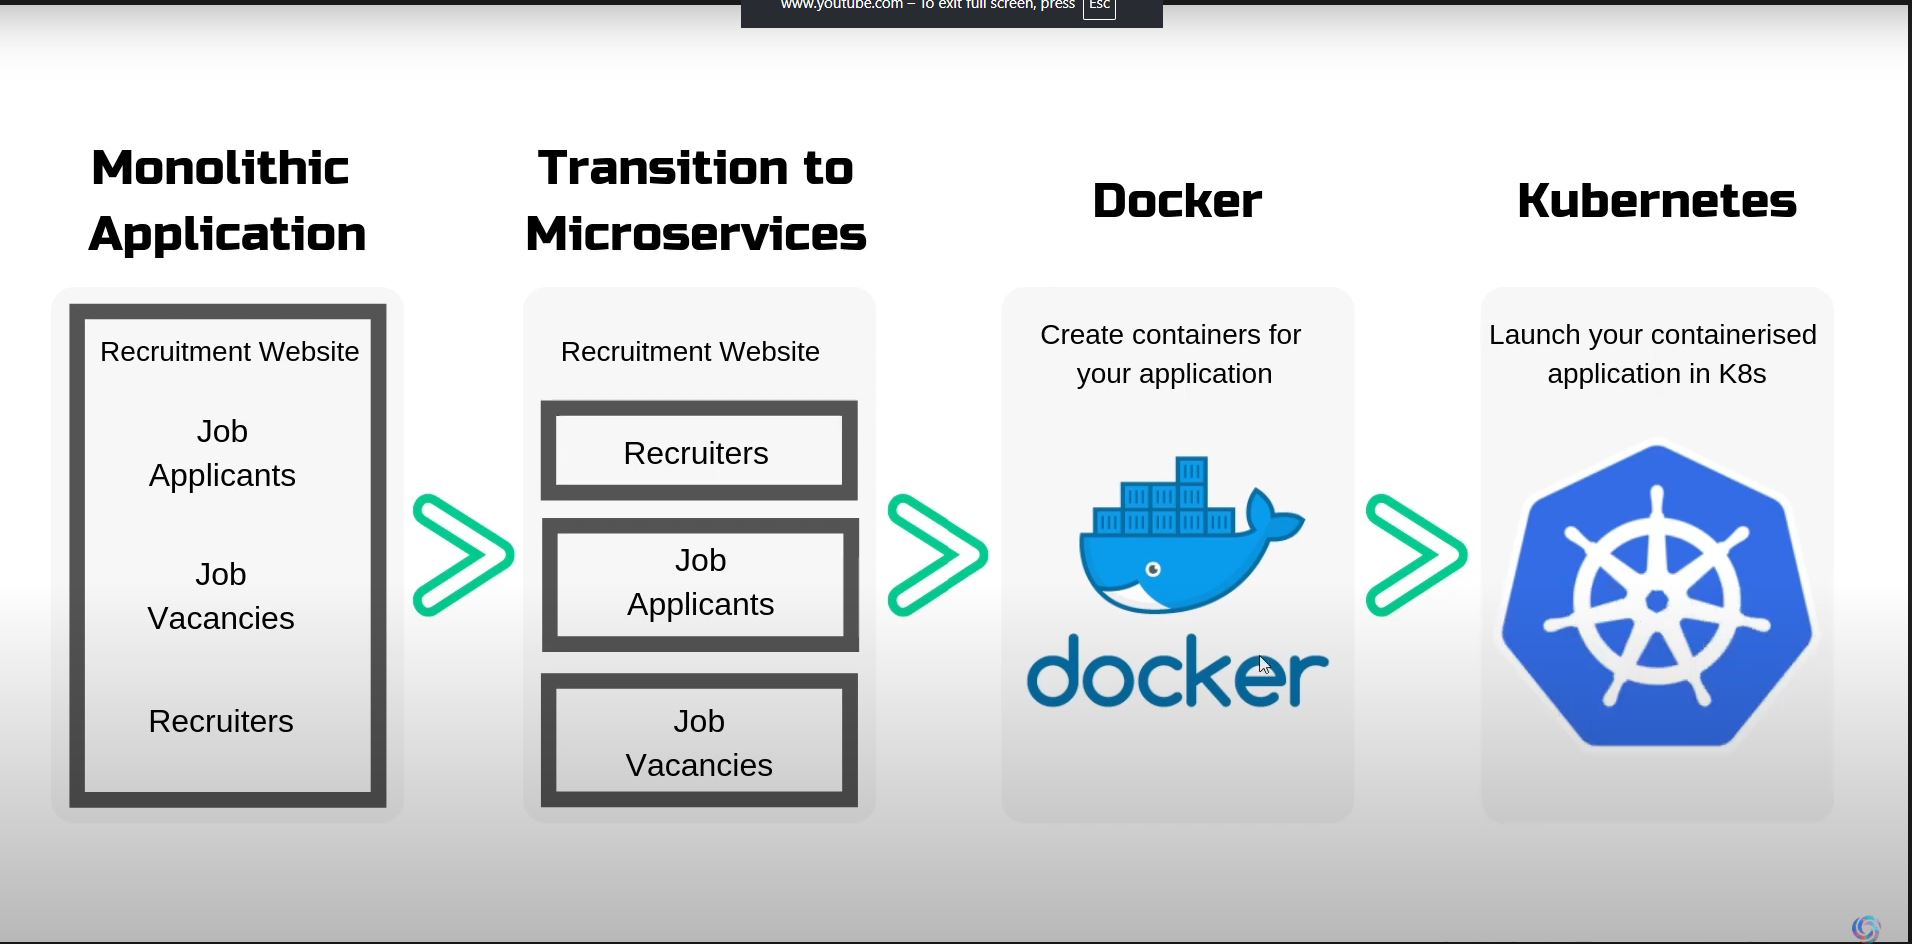 www.youtube.com – To exit full screen, press Esc
Monolithic
Application
Recruitment Website
Job
Applicants
Job
Vacancies
Recruiters
Transition to
Microservices
Recruitment Website
Recruiters
Job
Applicants
Job
Vacancies
Docker
Create containers for
your application
docker
Kubernetes
Launch your containerised
application in K8s